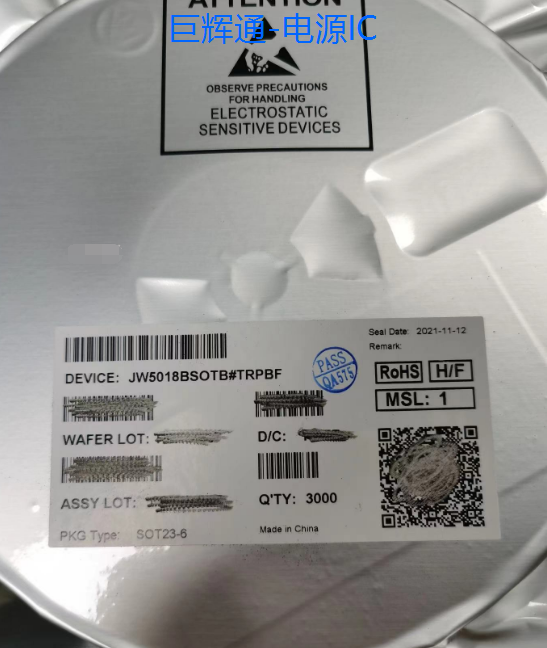 ATTENTION
巨辉通-电源IC
OBSERVE PRECAUTIONS
FOR HANDLING
ELECTROSTATIC
SENSITIVE DEVICES
Seal Date: 2021-11-12
Remark:
DEVICE: JW5018BSOTB#TRPBF
PASS
QA575
RoHS H/F
MSL: 1
WAFER LOT:
D/C:
ASSY LOT:
Q'TY: 3000
PKG Type: SOT23-6
Made in China